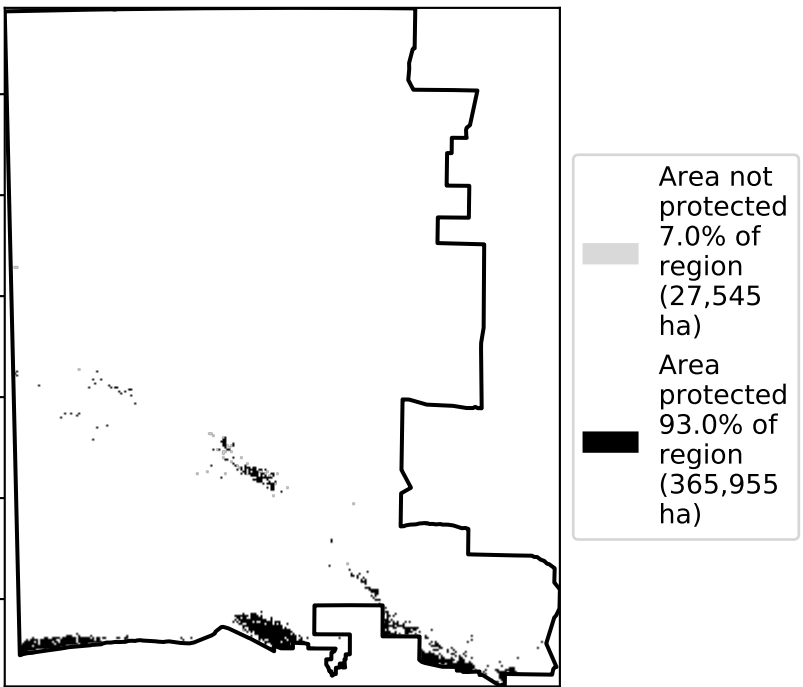 Area not
protected
7.0% of
region
(27,545
ha)
Area
protected
93.0% of
region
(365,955
ha)